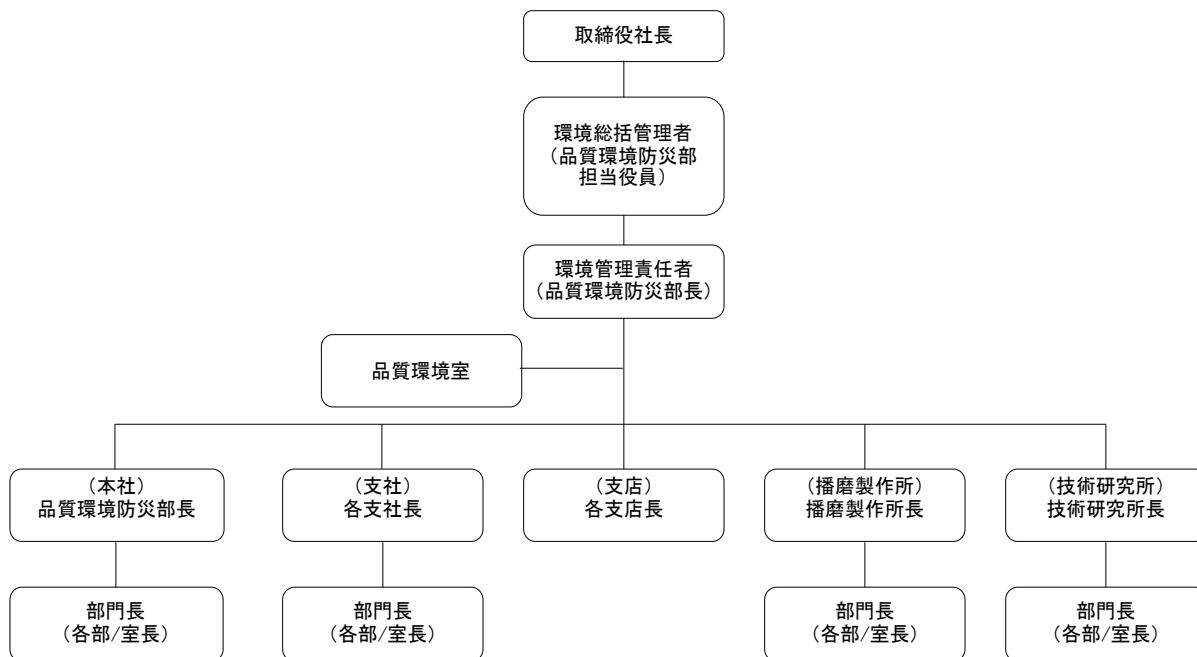 取締役社長
環境総括管理者
（品質環境防災部
担当役員）
環境管理責任者
（品質環境防災部長）
品質環境室
（本社）
品質環境防災部長
（支社）
各支社長
（支店）
各支店長
（播磨製作所）
播磨製作所長
（技術研究所）
技術研究所長
部門長
（各部/室長）
部門長
（各部/室長）
部門長
（各部/室長）
部門長
（各部/室長）